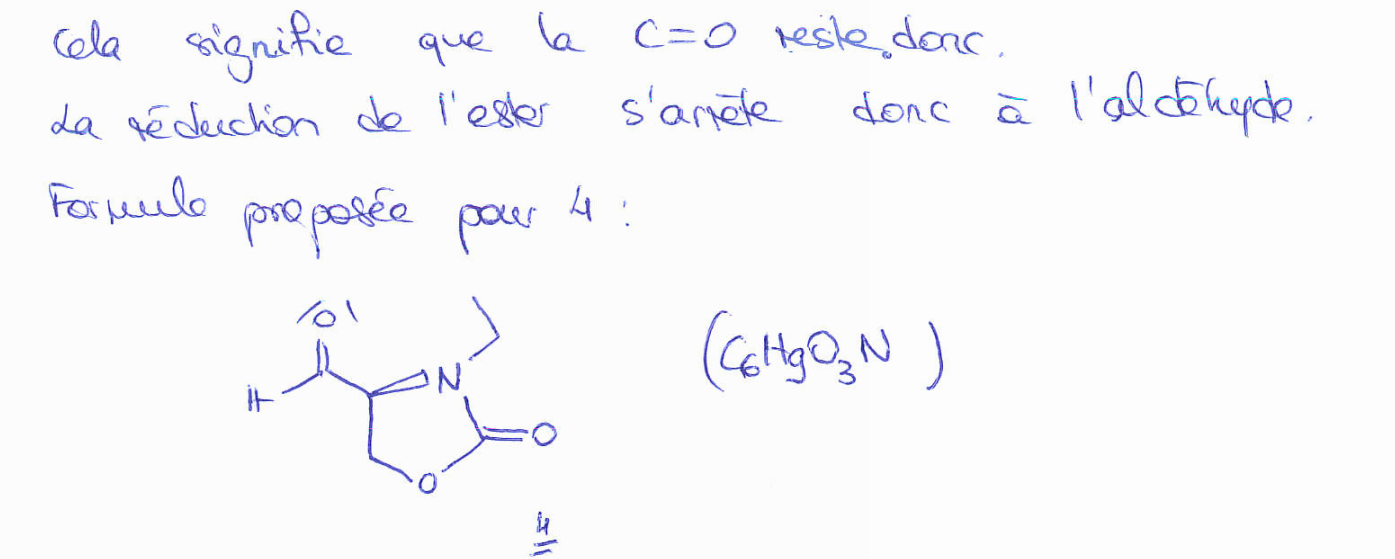 Cela signifie que la C=O reste donc.
La réduction de l'ester s'arrête donc à l'aldéhyde.
Formule proposée pour 4 :
O
H
N
O
O
(C6H9O3N)
4